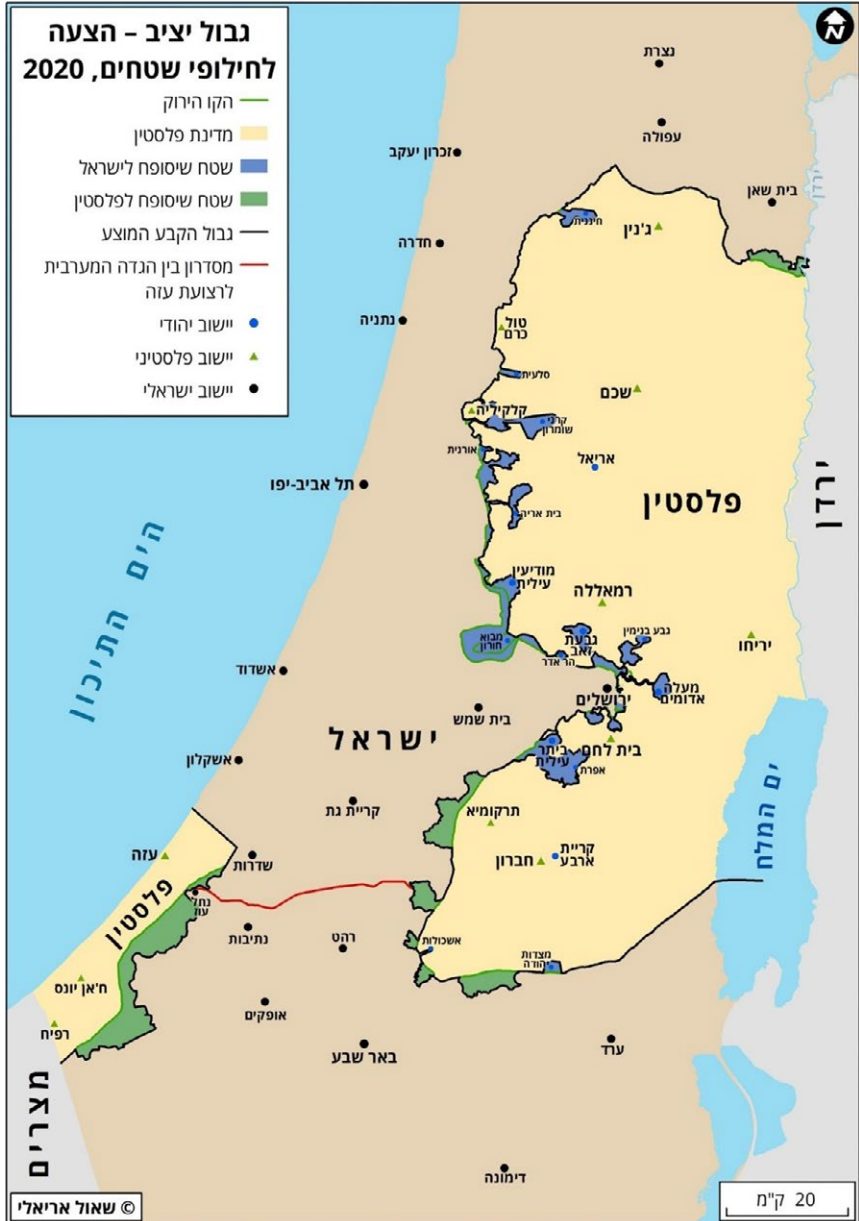 גבול יציב – הצעה
לחילופי שטחים, 2020
הקו הירוק
מדינת פלסטין
שטח שיסופח לישראל
שטח שיסופח לפלסטין
גבול הקבע המוצע
מסדרון בין הגדה המערבית
לרצועת עזה
יישוב יהודי
יישוב פלסטיני
יישוב ישראלי
N
נצרת
עפולה
זכרון יעקב
בית שאן
ירדן
חיננית
ג'נין
חדרה
נתניה
טול
כרם
סלעית
שכם
קלקיליה
קרני
שומרון
אורנית
אריאל
תל אביב-יפו
פלסטין
ירדן
בית אריה
הים התיכון
מודיעין
עילית
רמאללה
מבוא
חורון
גבעת
זאב
גבע בנימין
יריחו
הר אדר
אשדוד
ירושלים
מעלה
אדומים
בית שמש
ישראל
ביתר
עילית
בית לחם
אפרת
אשקלון
ים המלח
קריית גת
תרקומיא
עזה
שדרות
קריית
ארבע
חברון
פלסטין
נחל
עוז
נתיבות
רהט
אשכולות
מצדות
יהודה
ח'אן יונס
אופקים
רפיח
באר שבע
ערד
מצרים
דימונה
© שאול אריאלי
20 ק"מ